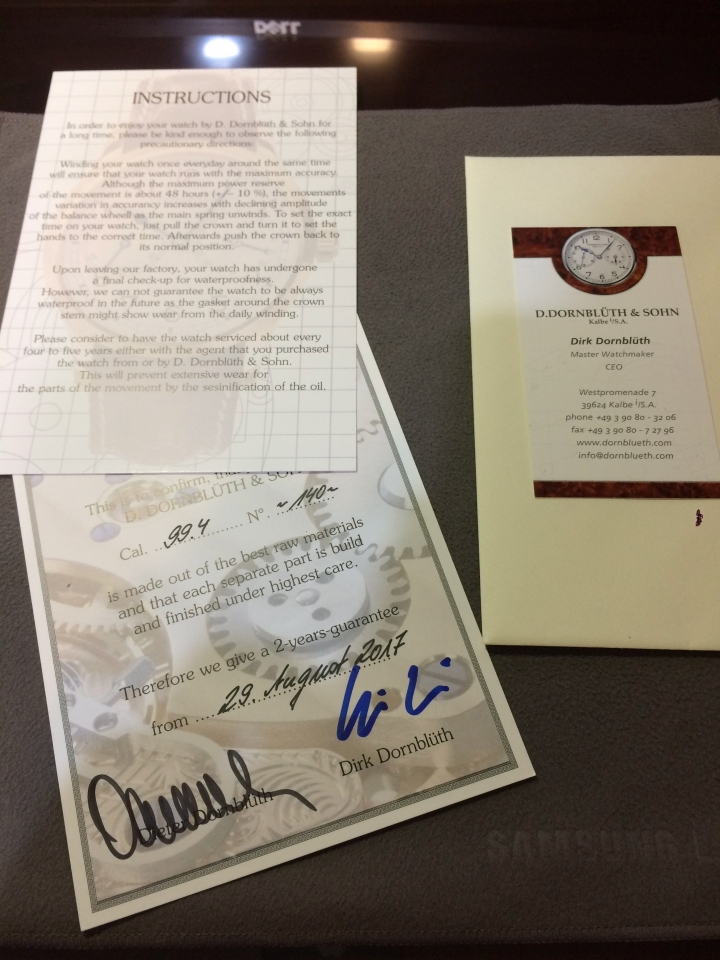 DELL
INSTRUCTIONS
In order to enjoy your watch by D. Dornblüth & Sohn for
a long time, please be kind enough to observe the following
precautionary directions:
Winding your watch once everyday around the same time
will ensure that your watch runs with the maximum accuracy.
Although the maximum power reserve
of the movement is about 48 hours (+/- 10 %), the movements
variation in accurancy increases with declining amplitude
of the balance wheell as the main spring unwinds. To set the exact
time on your watch, just pull the crown and turn it to set the
hands to the correct time. Afterwards push the crown back to
its normal position.
Upon leaving our factory, your watch has undergone
a final check-up for waterproofness.
However, we can not guarantee the watch to be always
waterproof in the future as the gasket around the crown
stem might show wear from the daily winding.
Please consider to have the watch serviced about every
four to five years either with the agent that you purchased
the watch from or by D. Dornblüth & Sohn.
This will prevent extensive wear for
the parts of the movement by the sesinification of the oil.
This is to confirm, that
D. DORNBLÜTH & SOHN
Cal. ..99.4.......... N°. ..~140~
is made out of the best raw materials
and that each separate part is build
and finished under highest care.
Therefore we give a 2-years-guarantee
from ....29. August 2017
Dirk Dornblüth
Dieter Dornblüth
D.DORNBLÜTH & SOHN
Kalbe I/S.A.
Dirk Dornblüth
Master Watchmaker
CEO
Westpromenade 7
39624 Kalbe I/S.A.
phone +49 3 90 80 - 32 06
fax +49 3 90 80 - 7 27 96
www.dornblueth.com
info@dornblueth.com
SAMSUNG L